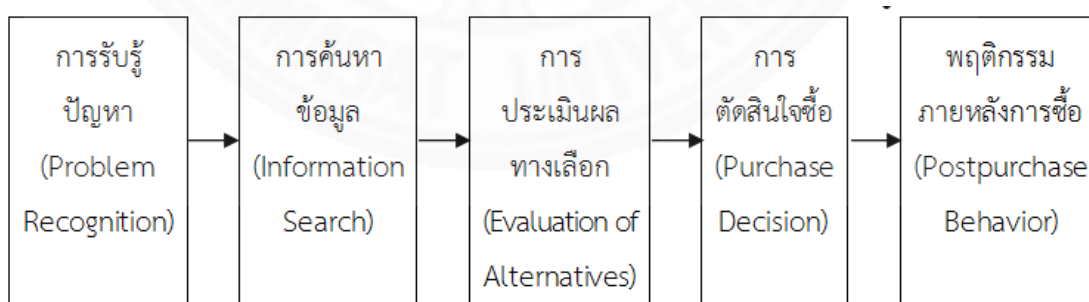 การรับรู้
ปัญหา
(Problem
Recognition)
การค้นหา
ข้อมูล
(Information
Search)
การ
ประเมินผล
ทางเลือก
(Evaluation of
Alternatives)
การ
ตัดสินใจซื้อ
(Purchase
Decision)
พฤติกรรม
ภายหลังการซื้อ
(Postpurchase
Behavior)